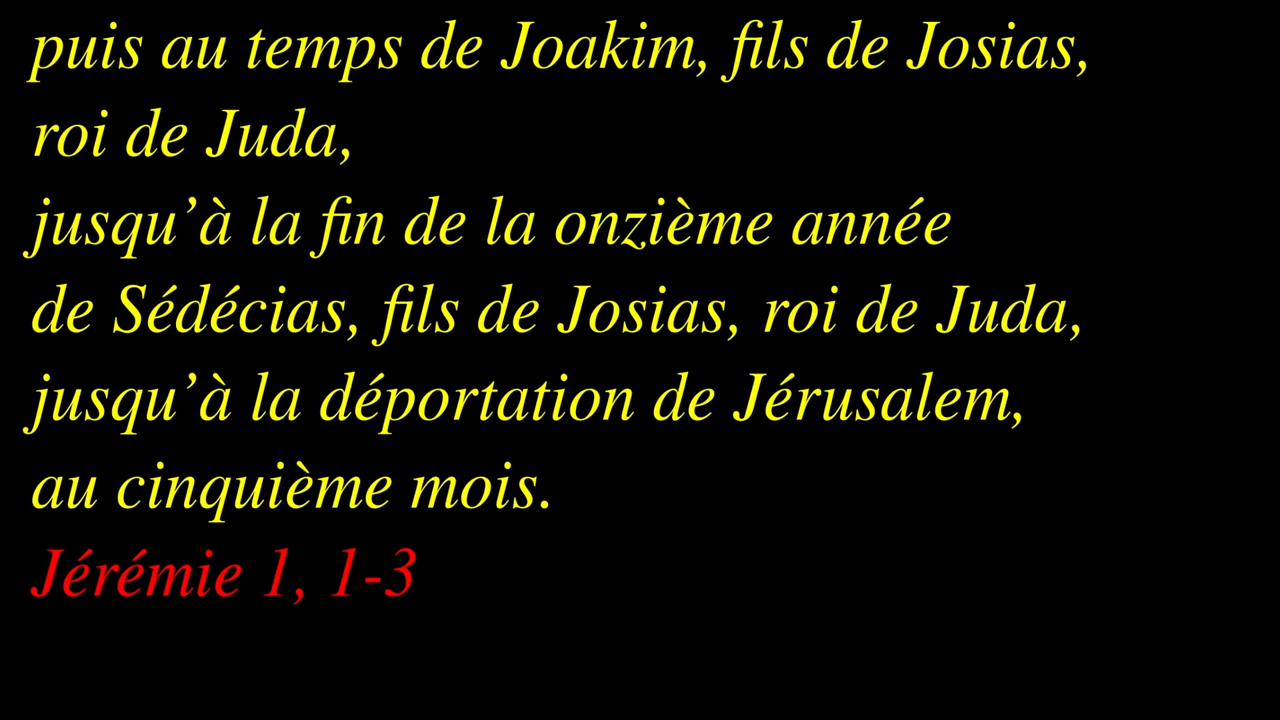 puis au temps de Joakim, fils de Josias,
roi de Juda,
jusqu’à la fin de la onzième année
de Sédécias, fils de Josias, roi de Juda,
jusqu’à la déportation de Jérusalem,
au cinquième mois.
Jérémie 1, 1-3